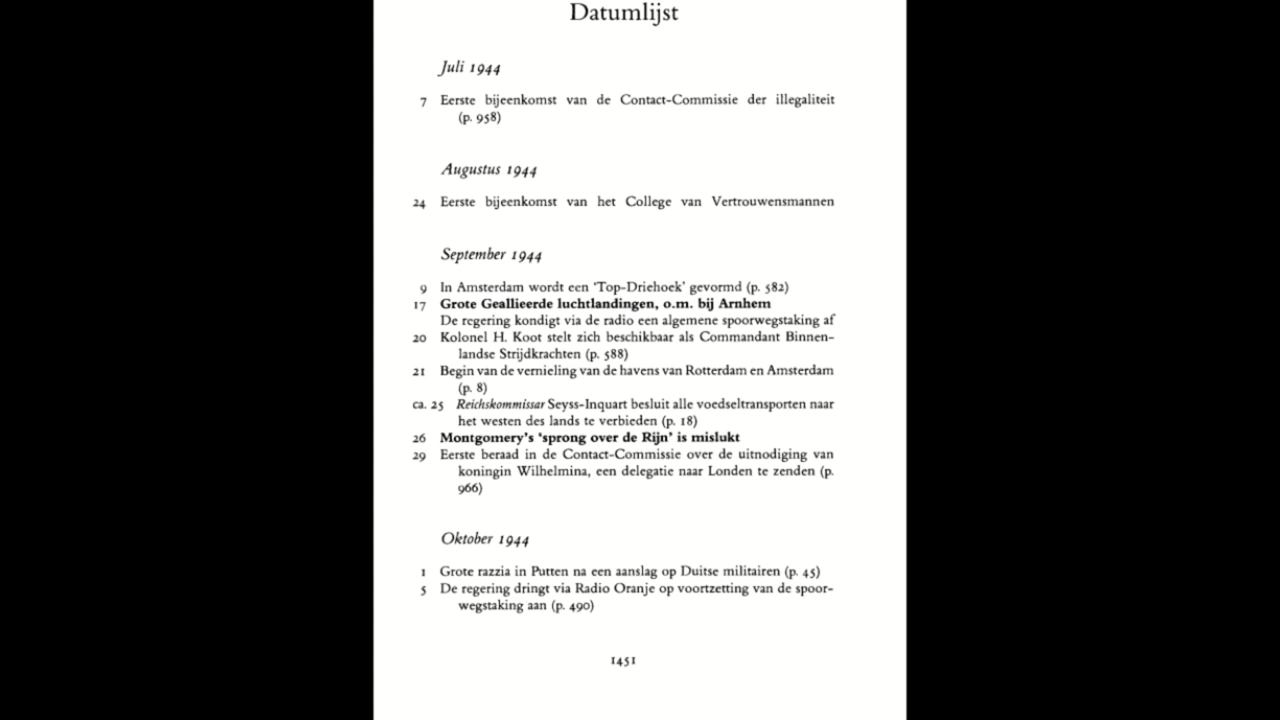 Datumlijst
Juli 1944
7 Eerste bijeenkomst van de Contact-Commissie der illegaliteit
(p. 958)
Augustus 1944
24 Eerste bijeenkomst van het College van Vertrouwensmannen
September 1944
9 In Amsterdam wordt een ‘Top-Driehoek’ gevormd (p. 582)
17 Grote Geallieerde luchtlandingen, o.m. bij Arnhem
De regering kondigt via de radio een algemene spoorwegstaking af
20 Kolonel H. Koot stelt zich beschikbaar als Commandant Binnen-
landse Strijdkrachten (p. 588)
21 Begin van de vernieling van de havens van Rotterdam en Amsterdam
(p. 8)
ca. 25 Reichskommissar Seyss-Inquart besluit alle voedseltransporten naar
het westen des lands te verbieden (p. 18)
26 Montgomery’s ‘sprong over de Rijn’ is mislukt
29 Eerste beraad in de Contact-Commissie over de uitnodiging van
koningin Wilhelmina, een delegatie naar Londen te zenden (p.
966)
Oktober 1944
1 Grote razzia in Putten na een aanslag op Duitse militairen (p. 45)
5 De regering dringt via Radio Oranje op voortzetting van de spoor-
wegstaking aan (p. 490)
1451